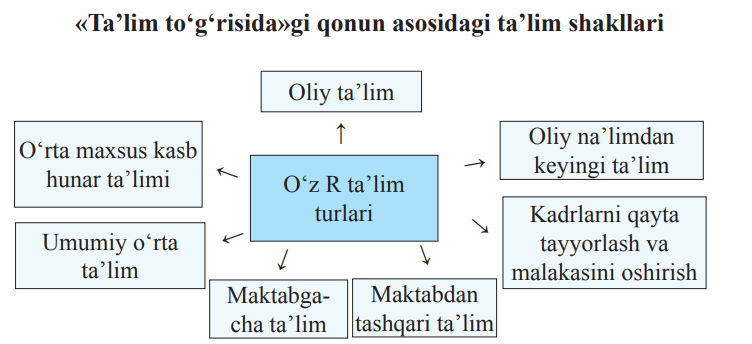 «Ta’lim to‘g‘risida»gi qonun asosidagi ta’lim shakllari
Oliy ta’lim
O‘rta maxsus kasb
hunar ta’limi
Oliy na’limdan
keyingi ta’lim
O‘z R ta’lim
turlari
Umumiy o‘rta
ta’lim
Kadrlarni qayta
tayyorlash va
malakasini oshirish
Maktabga-
cha ta’lim
Maktabdan
tashqari ta’lim